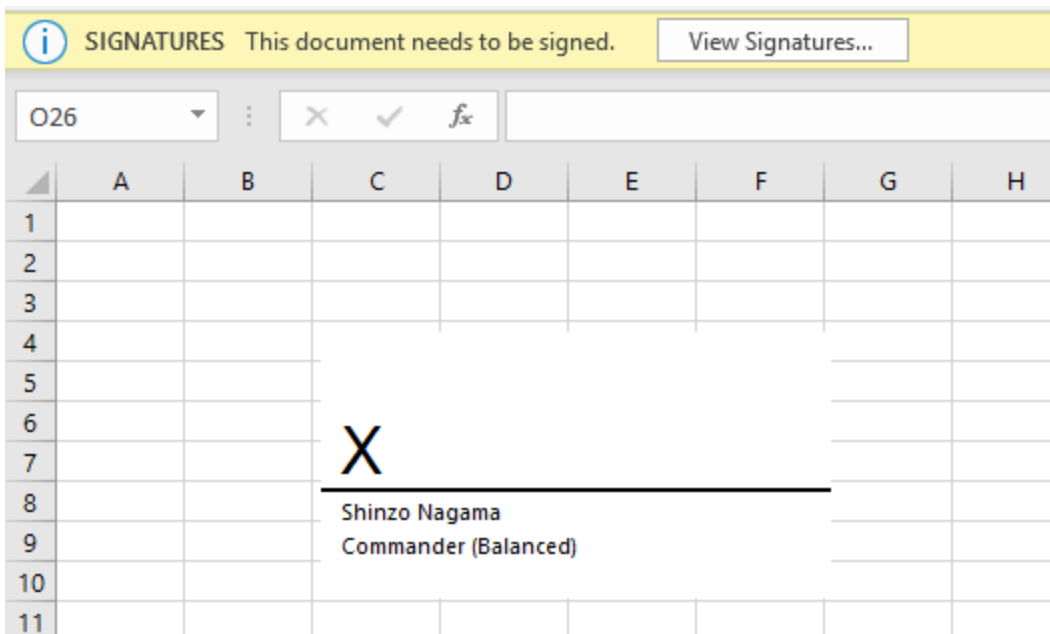 SIGNATURES This document needs to be signed. View Signatures...
O26 fx
A B C D E F G H
1
2
3
4
5
6
7
X
8
Shinzo Nagama
9
Commander (Balanced)
10
11